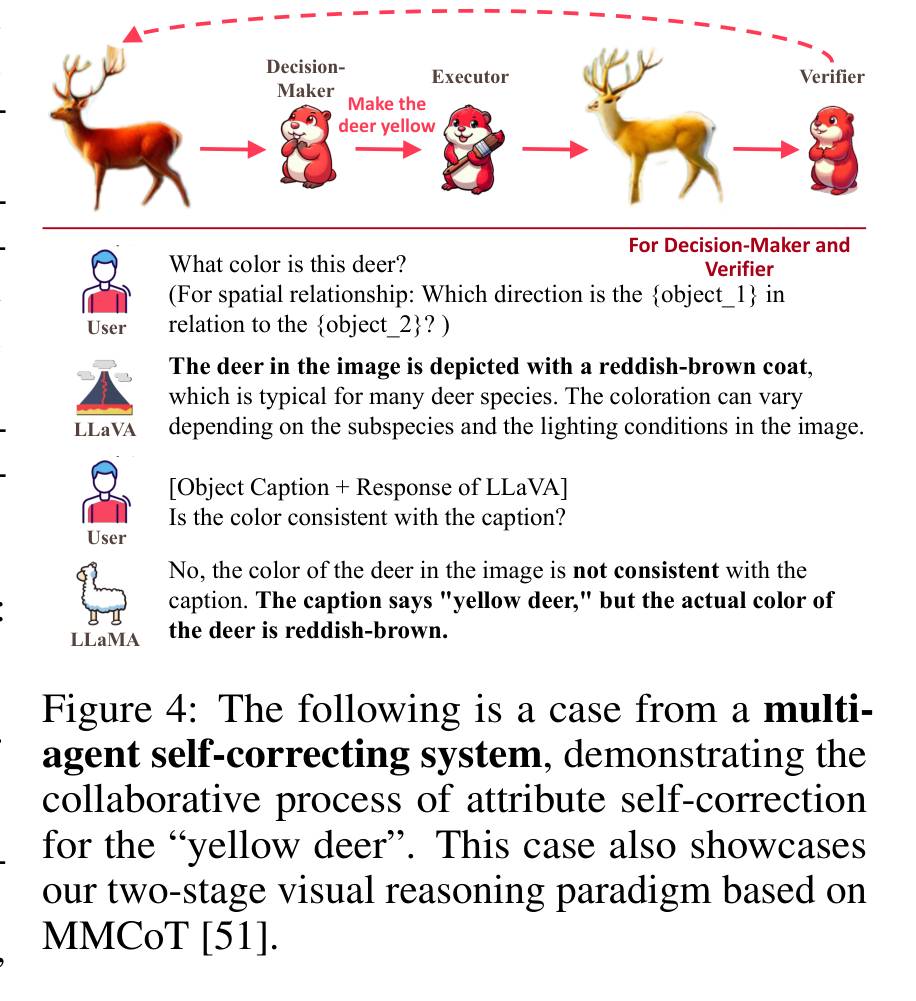 Decision-
Maker
Make the
deer yellow
Executor
Verifier
For Decision-Maker and
Verifier
What color is this deer?
(For spatial relationship: Which direction is the {object_1} in
relation to the {object_2}? )
User
The deer in the image is depicted with a reddish-brown coat,
which is typical for many deer species. The coloration can vary
depending on the subspecies and the lighting conditions in the image.
LLaVA
[Object Caption + Response of LLaVA]
Is the color consistent with the caption?
User
No, the color of the deer in the image is not consistent with the
caption. The caption says "yellow deer," but the actual color of
the deer is reddish-brown.
LLaMA
Figure 4: The following is a case from a multi-
agent self-correcting system, demonstrating the
collaborative process of attribute self-correction
for the “yellow deer”. This case also showcases
our two-stage visual reasoning paradigm based on
MMCoT [51].